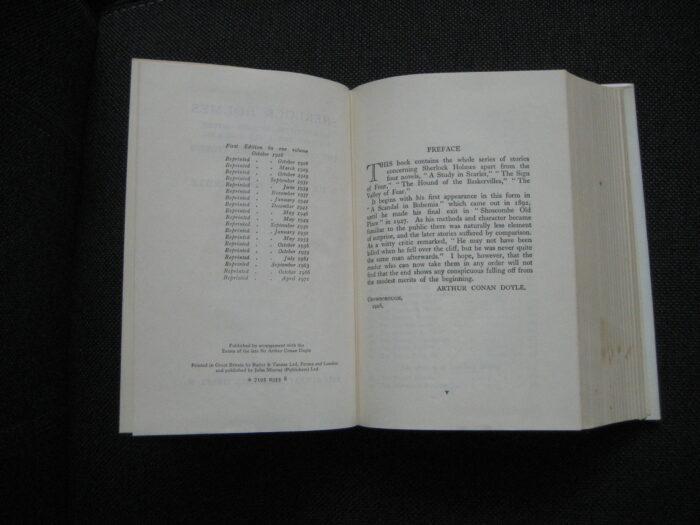 First Edition in one volume
October 1928
Reprinted . . October 1928
Reprinted . . March 1929
Reprinted . . October 1929
Reprinted . . September 1931
Reprinted . . June 1934
Reprinted . . December 1937
Reprinted . . January 1941
Reprinted . . December 1941
Reprinted . . May 1946
Reprinted . . May 1949
Reprinted . . September 1950
Reprinted . . January 1952
Reprinted . . May 1953
Reprinted . . October 1956
Reprinted . . October 1959
Reprinted . . July 1961
Reprinted . . September 1963
Reprinted . . October 1966
Reprinted . . April 1971
Published by arrangement with the
Estate of the late Sir Arthur Conan Doyle
Printed in Great Britain by Butler & Tanner Ltd, Frome and London
and published by John Murray (Publishers) Ltd
PREFACE
THIS book contains the whole series of stories
concerning Sherlock Holmes apart from the
four novels, "A Study in Scarlet," "The Sign
of Fear," "The Hound of the Baskervilles," "The
Valley of Fear."
It begins with his first appearance in this form in
"A Scandal in Bohemia" which came out in 1892,
until he made his final exit in "Shoscombe Old
Place" in 1927. As his methods and character became
familiar to the public there was naturally less element
of surprise, and the later stories suffered by comparison.
As a witty critic remarked, "He may not have been
killed when he fell over the cliff, but he was never quite
the same man afterwards." I hope, however, that the
reader who can now take them in any order will not
find that the end shows any conspicuous falling off from
the modest merits of the beginning.
ARTHUR CONAN DOYLE.
CROWBOROUGH,
1928.
v